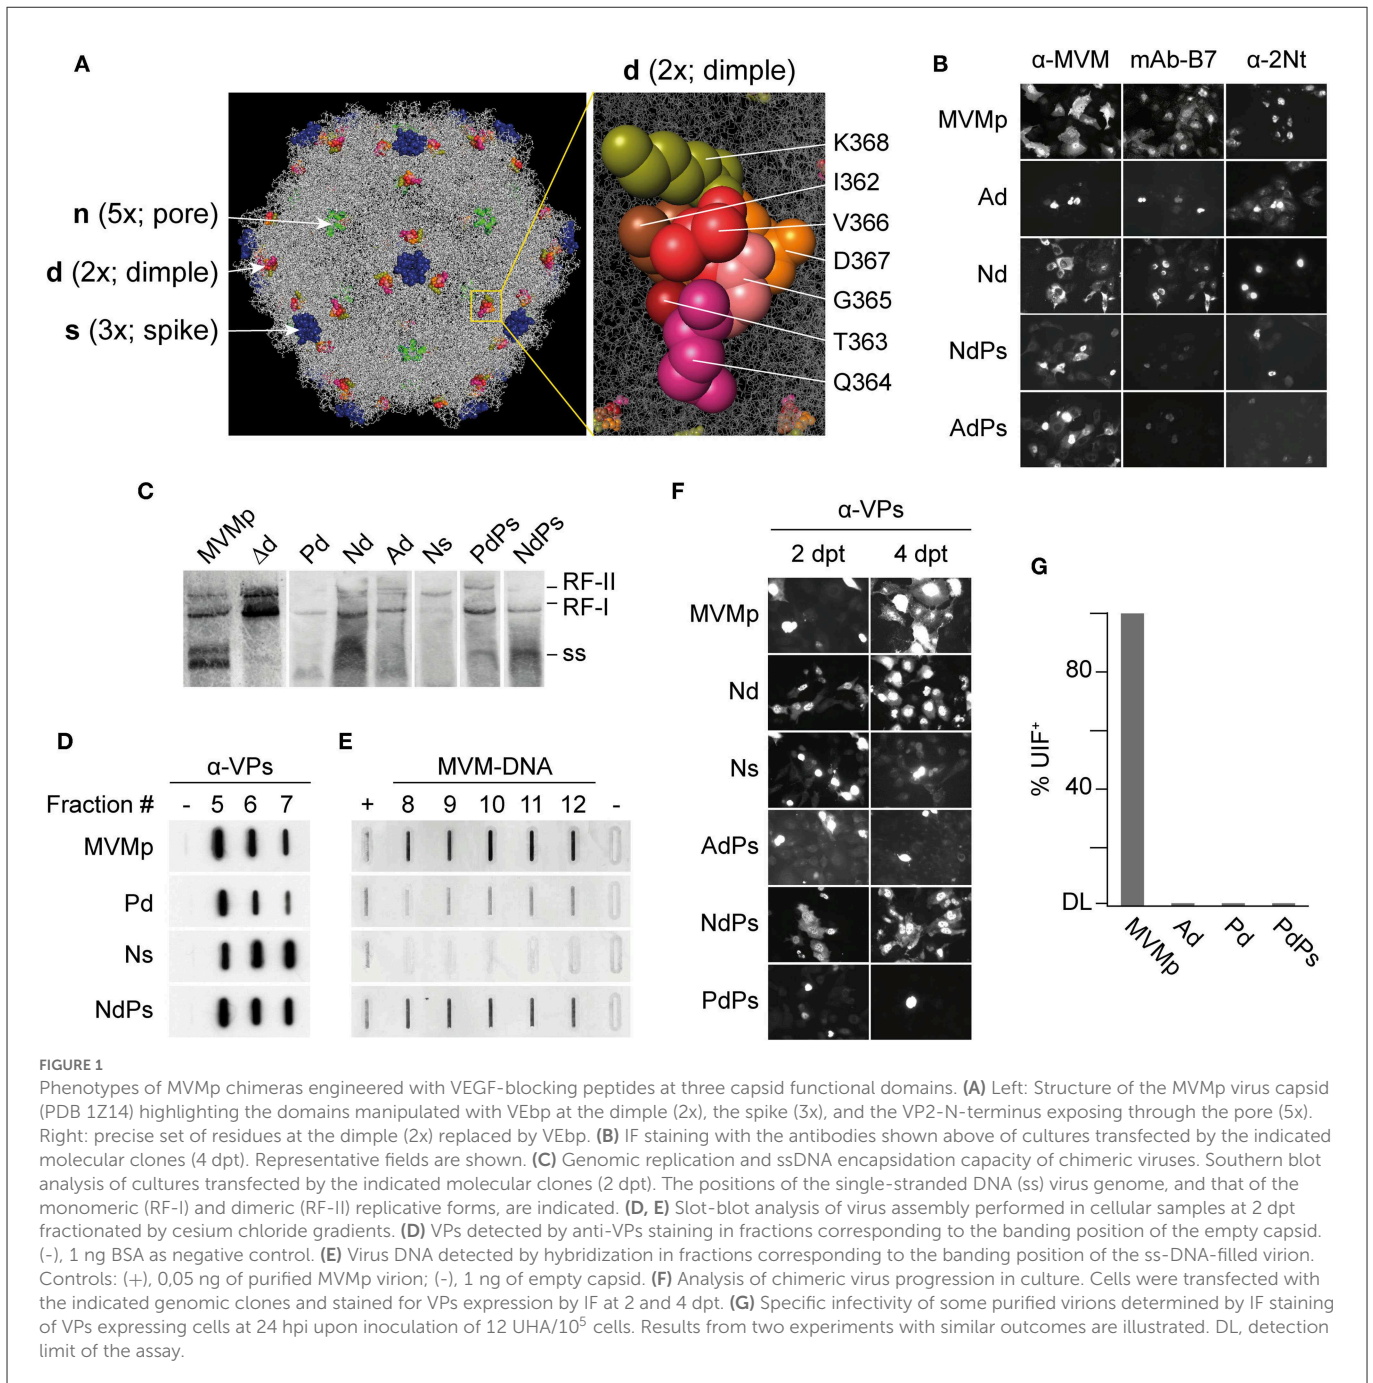 A
d (2x; dimple)
n (5x; pore)
d (2x; dimple)
s (3x; spike)
K368
I362
V366
D367
G365
T363
Q364
B
α-MVM mAb-B7 α-2Nt
MVMp
Ad
Nd
NdPs
AdPs
C
MVMp Δd Pd Nd Ad Ns PdPs NdPs
RF-II
RF-I
ss
D
α-VPs
Fraction # - 5 6 7
MVMp
Pd
Ns
NdPs
E
MVM-DNA
+ 8 9 10 11 12 -
F
α-VPs
2 dpt 4 dpt
MVMp
Nd
Ns
AdPs
NdPs
PdPs
G
% UIF+
80
40
DL
MVMp Ad Pd PdPs
FIGURE 1
Phenotypes of MVMp chimeras engineered with VEGF-blocking peptides at three capsid functional domains. (A) Left: Structure of the MVMp virus capsid
(PDB 1Z14) highlighting the domains manipulated with VEbp at the dimple (2x), the spike (3x), and the VP2-N-terminus exposing through the pore (5x).
Right: precise set of residues at the dimple (2x) replaced by VEbp. (B) IF staining with the antibodies shown above of cultures transfected by the indicated
molecular clones (4 dpt). Representative fields are shown. (C) Genomic replication and ssDNA encapsidation capacity of chimeric viruses. Southern blot
analysis of cultures transfected by the indicated molecular clones (2 dpt). The positions of the single-stranded DNA (ss) virus genome, and that of the
monomeric (RF-I) and dimeric (RF-II) replicative forms, are indicated. (D, E) Slot-blot analysis of virus assembly performed in cellular samples at 2 dpt
fractionated by cesium chloride gradients. (D) VPs detected by anti-VPs staining in fractions corresponding to the banding position of the empty capsid.
(-), 1 ng BSA as negative control. (E) Virus DNA detected by hybridization in fractions corresponding to the banding position of the ss-DNA-filled virion.
Controls: (+), 0,05 ng of purified MVMp virion; (-), 1 ng of empty capsid. (F) Analysis of chimeric virus progression in culture. Cells were transfected with
the indicated genomic clones and stained for VPs expression by IF at 2 and 4 dpt. (G) Specific infectivity of some purified virions determined by IF staining
of VPs expressing cells at 24 hpi upon inoculation of 12 UHA/10⁵ cells. Results from two experiments with similar outcomes are illustrated. DL, detection
limit of the assay.